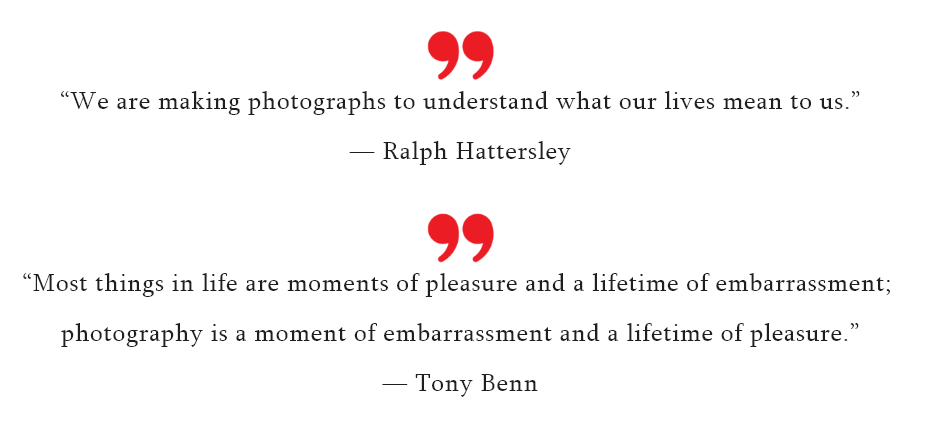 ”
“We are making photographs to understand what our lives mean to us.”
— Ralph Hattersley
”
“Most things in life are moments of pleasure and a lifetime of embarrassment;
photography is a moment of embarrassment and a lifetime of pleasure.”
— Tony Benn